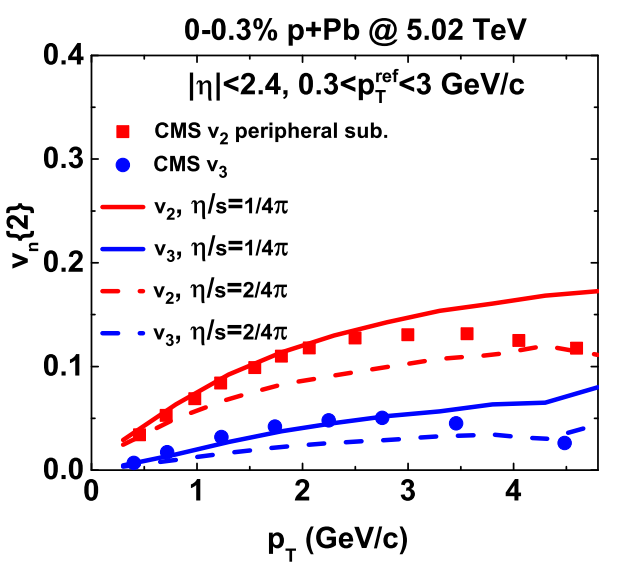 0-0.3% p+Pb @ 5.02 TeV
|η|<2.4, 0.3<p_T^ref<3 GeV/c
CMS v₂ peripheral sub.
CMS v₃
v₂, η/s=1/4π
v₃, η/s=1/4π
v₂, η/s=2/4π
v₃, η/s=2/4π
vₙ{2}
0.4
0.3
0.2
0.1
0.0
0
1
2
3
4
p_T (GeV/c)